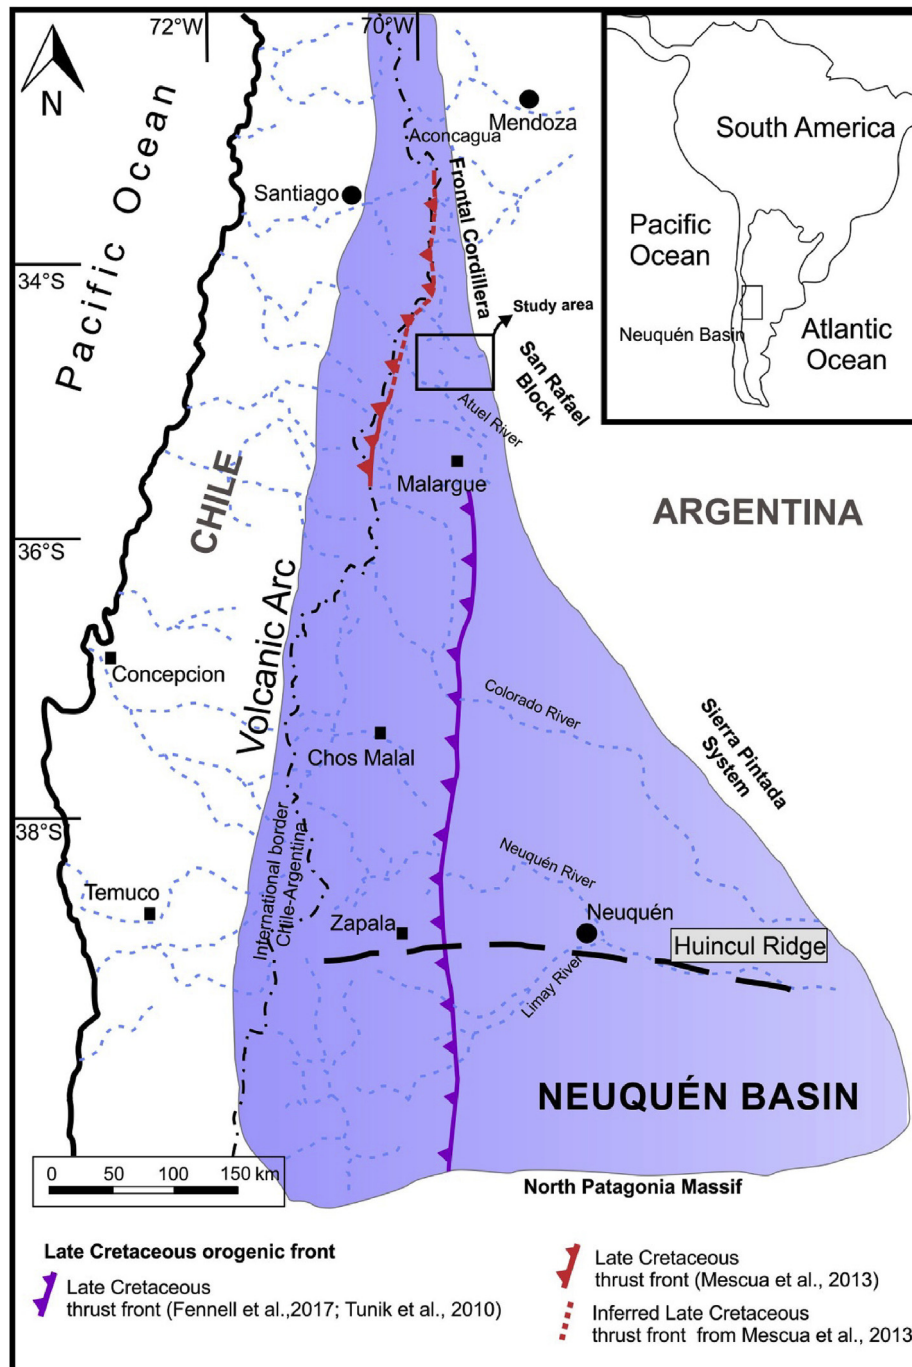 72°W
70°W
N
Pacific Ocean
Aconcagua
Mendoza
Santiago
Frontal Cordillera
34°S
Study area
San Rafael
Block
Atuel River
Malargue
CHILE
ARGENTINA
36°S
Volcanic Arc
Concepcion
Colorado River
Chos Malal
Sierra Pintada
System
38°S
International border
Chile-Argentina
Neuquén River
Temuco
Zapala
Neuquén
Huincul Ridge
Limay River
NEUQUÉN BASIN
North Patagonia Massif
0 50 100 150 km
South America
Pacific
Ocean
Neuquén Basin
Atlantic
Ocean
Late Cretaceous orogenic front
Late Cretaceous
thrust front (Fennell et al.,2017; Tunik et al., 2010)
Late Cretaceous
thrust front (Mescua et al., 2013)
Inferred Late Cretaceous
thrust front from Mescua et al., 2013